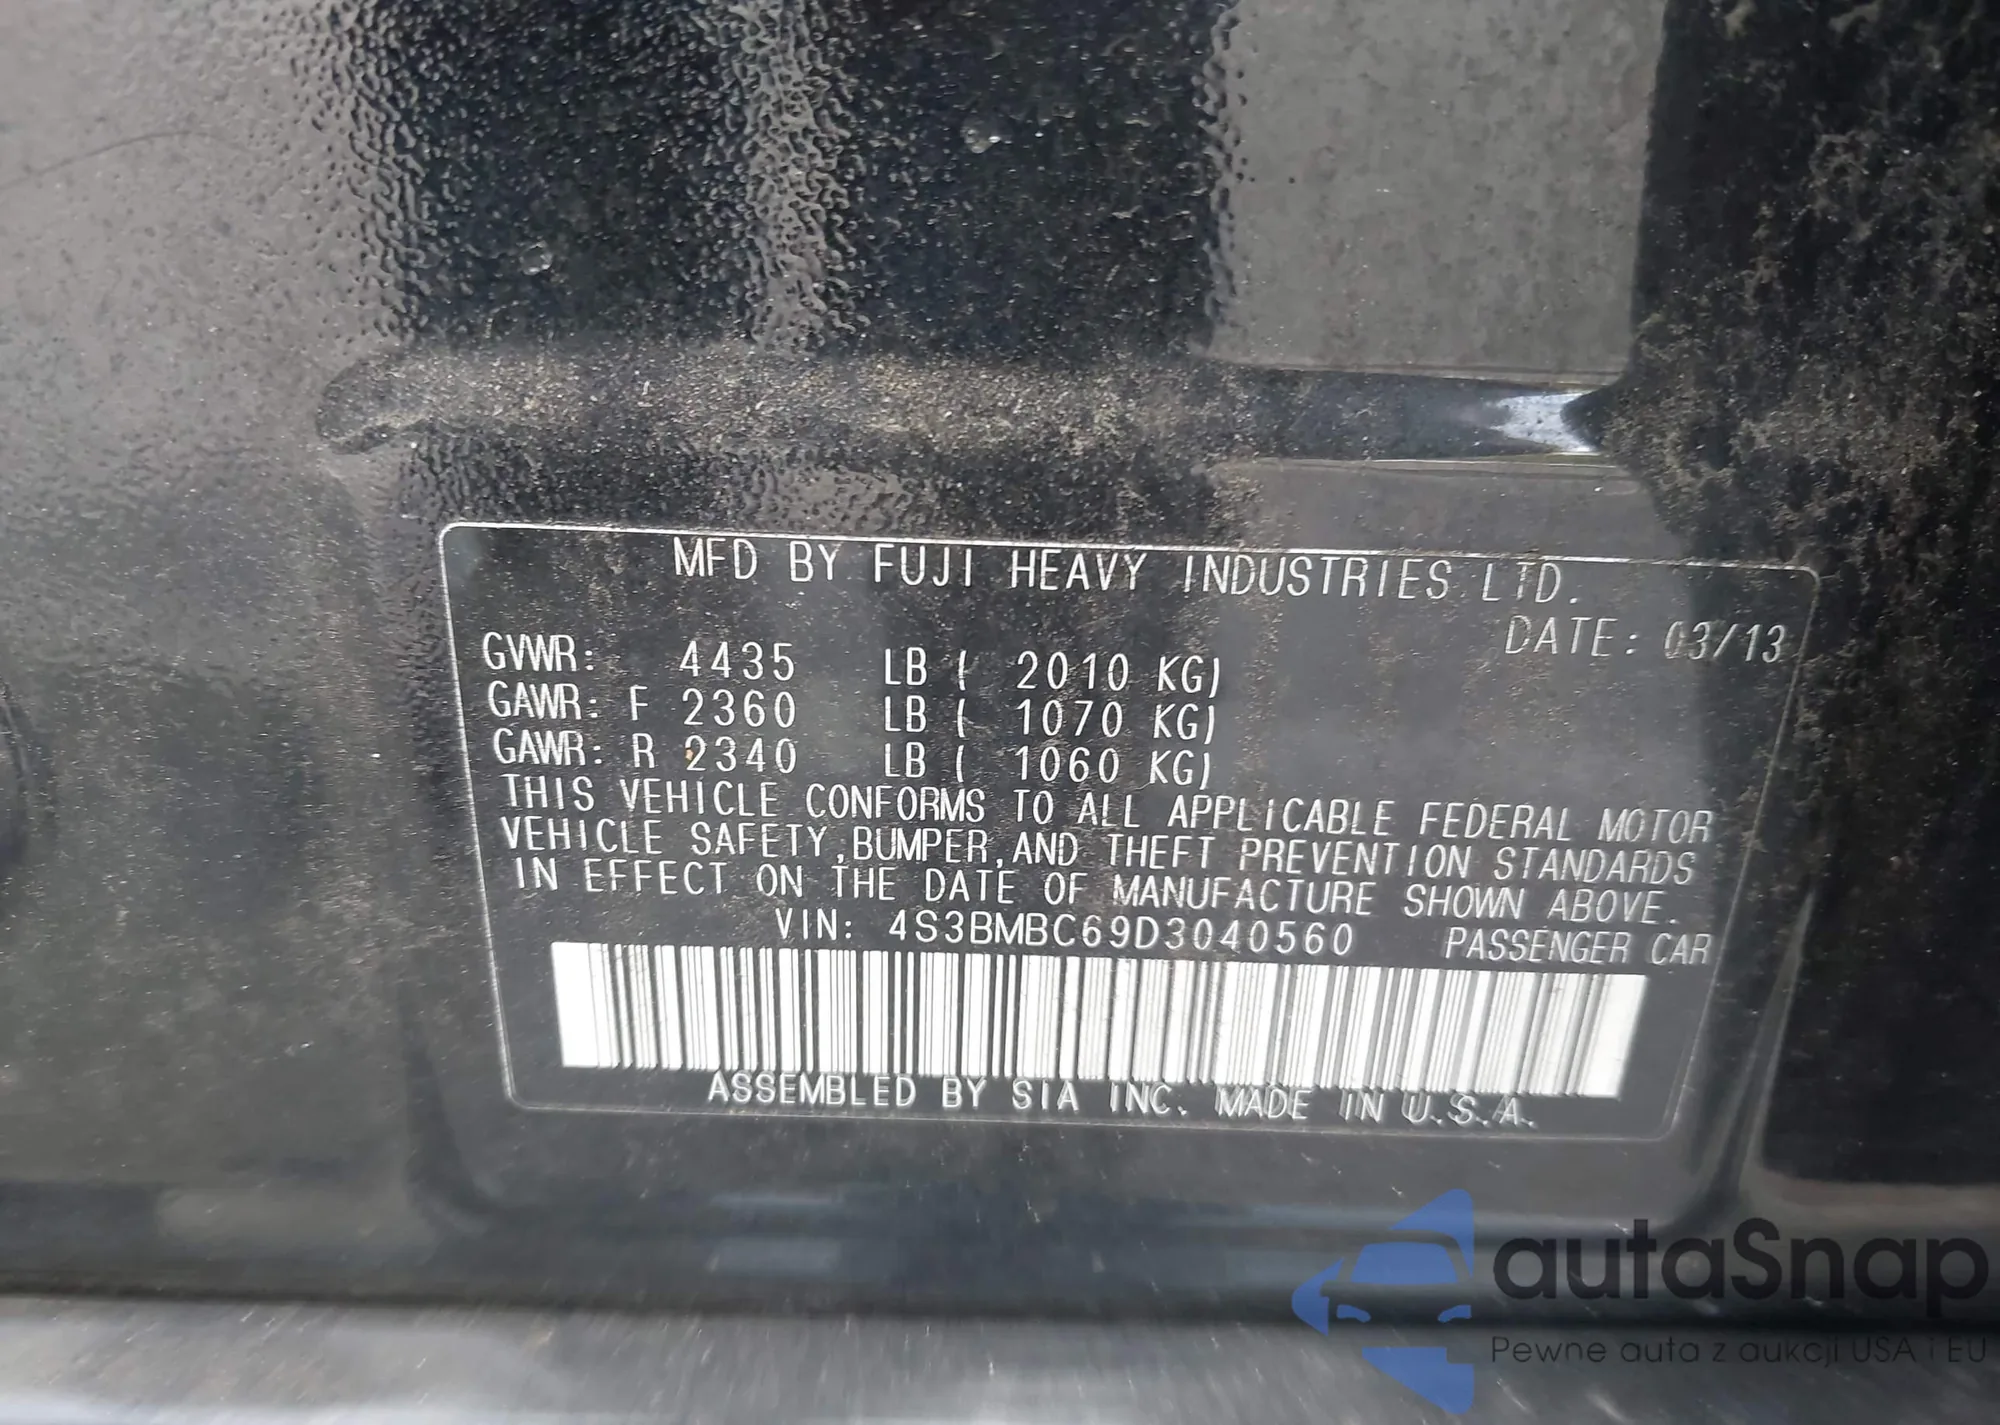 MFD BY FUJI HEAVY INDUSTRIES LTD.
DATE: 03/13
GVWR: 4435 LB ( 2010 KG)
GAWR: F 2360 LB ( 1070 KG)
GAWR: R 2340 LB ( 1060 KG)
THIS VEHICLE CONFORMS TO ALL APPLICABLE FEDERAL MOTOR
VEHICLE SAFETY,BUMPER,AND THEFT PREVENTION STANDARDS
IN EFFECT ON THE DATE OF MANUFACTURE SHOWN ABOVE.
VIN: 4S3BMBC69D3040560 PASSENGER CAR
ASSEMBLED BY SIA INC. MADE IN U.S.A.
autaSnap
Pewne auta z aukcji USA i EU